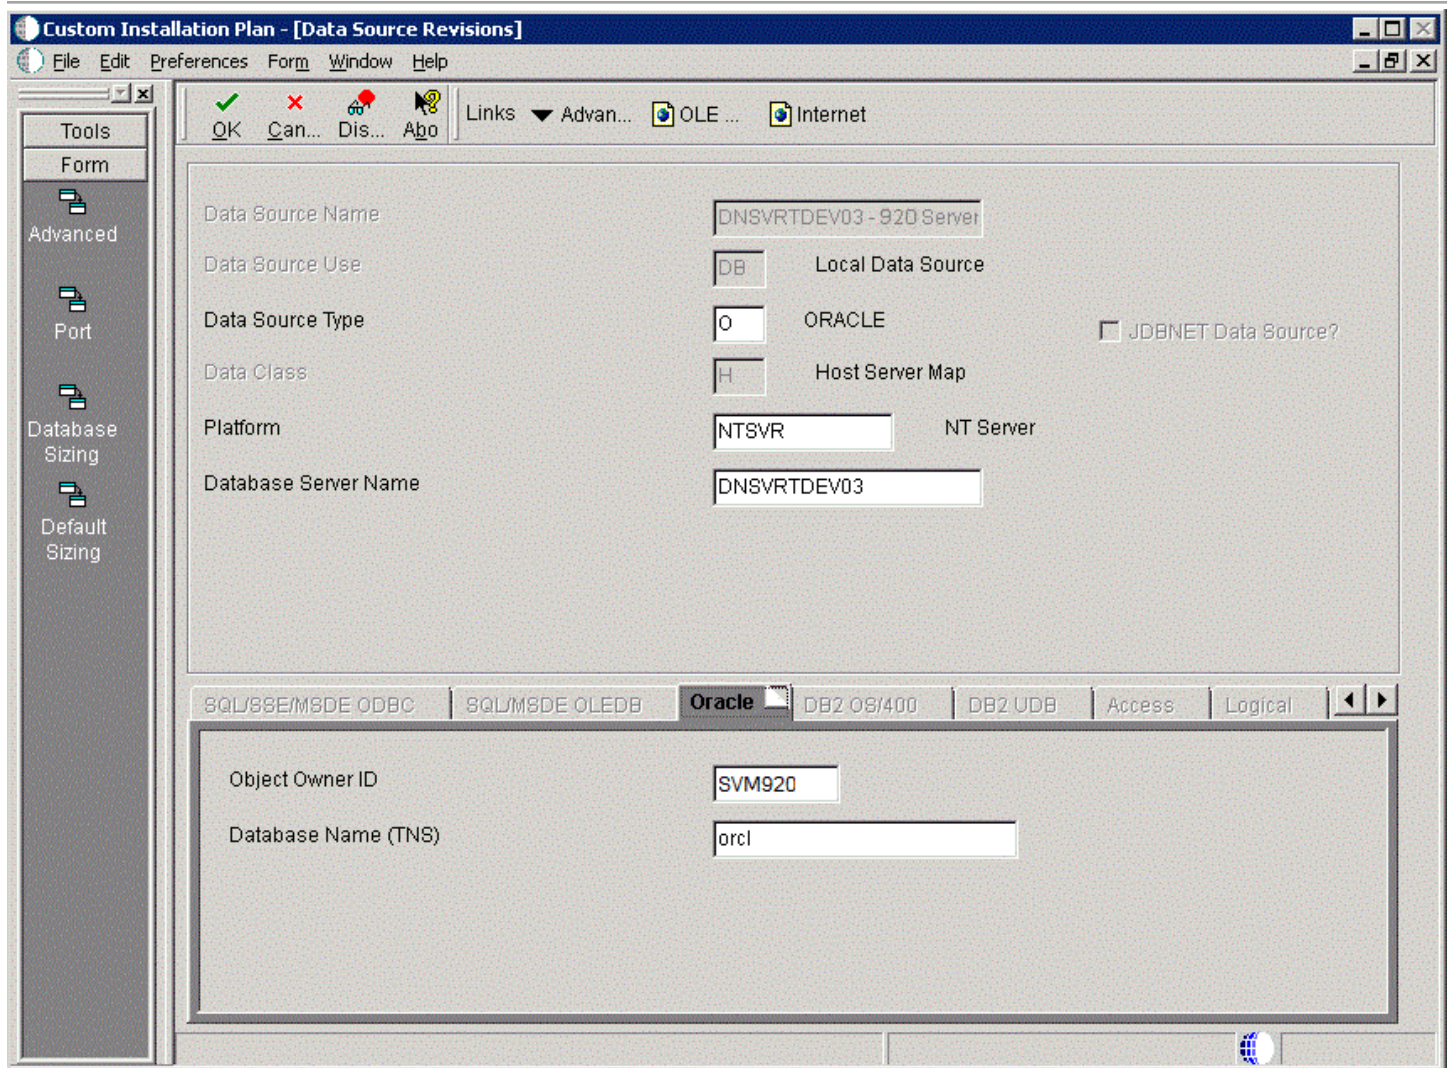 Custom Installation Plan - [Data Source Revisions]
File Edit Preferences Form Window Help
Tools
Form
Advanced
Port
Database
Sizing
Default
Sizing
OK Can... Dis... Abo Links Advan... OLE ... Internet
Data Source Name DNSVRTDEV03 - 920 Server
Data Source Use DB Local Data Source
Data Source Type O ORACLE JDBNET Data Source?
Data Class H Host Server Map
Platform NTSVR NT Server
Database Server Name DNSVRTDEV03
SQL/SSE/MSDE ODBC SQL/MSDE OLEDB Oracle DB2 OS/400 DB2 UDB Access Logical
Object Owner ID SVM920
Database Name (TNS) orcl